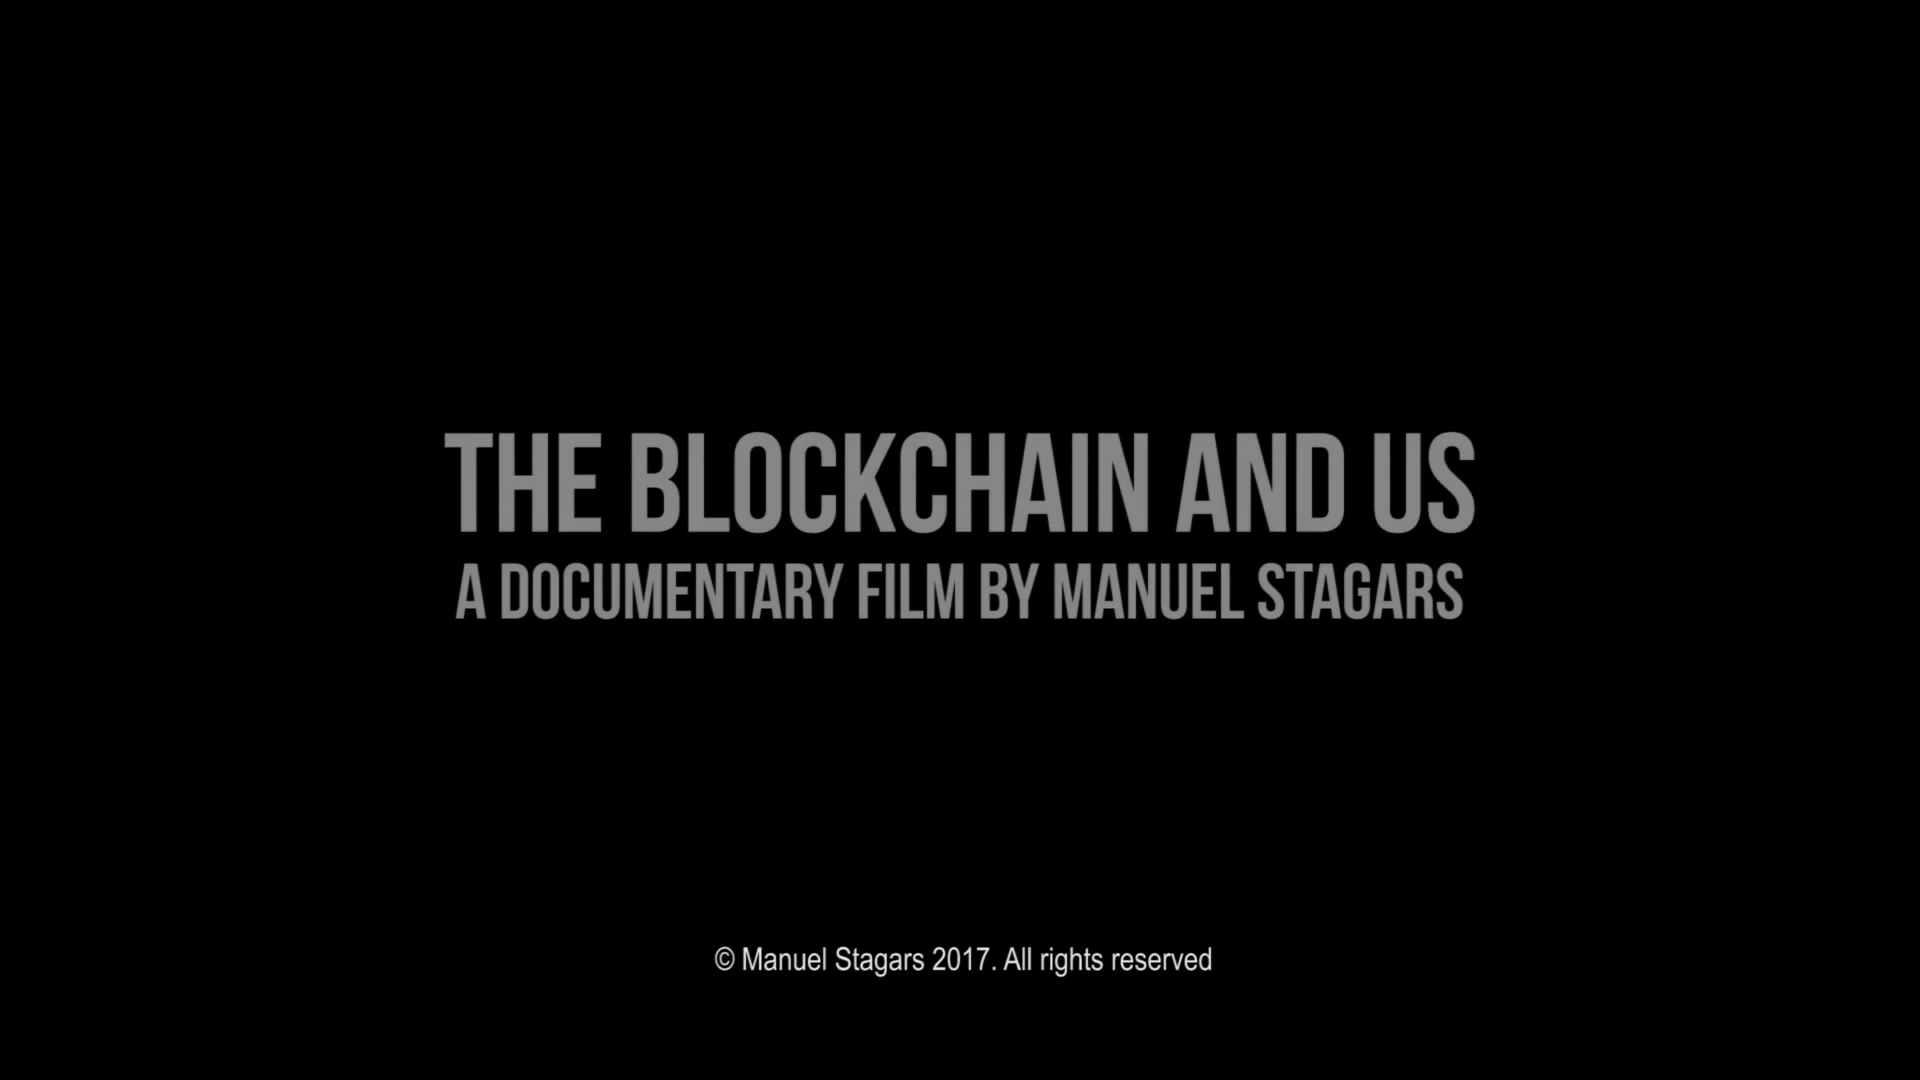 THE BLOCKCHAIN AND US
A DOCUMENTARY FILM BY MANUEL STAGARS
© Manuel Stagars 2017. All rights reserved